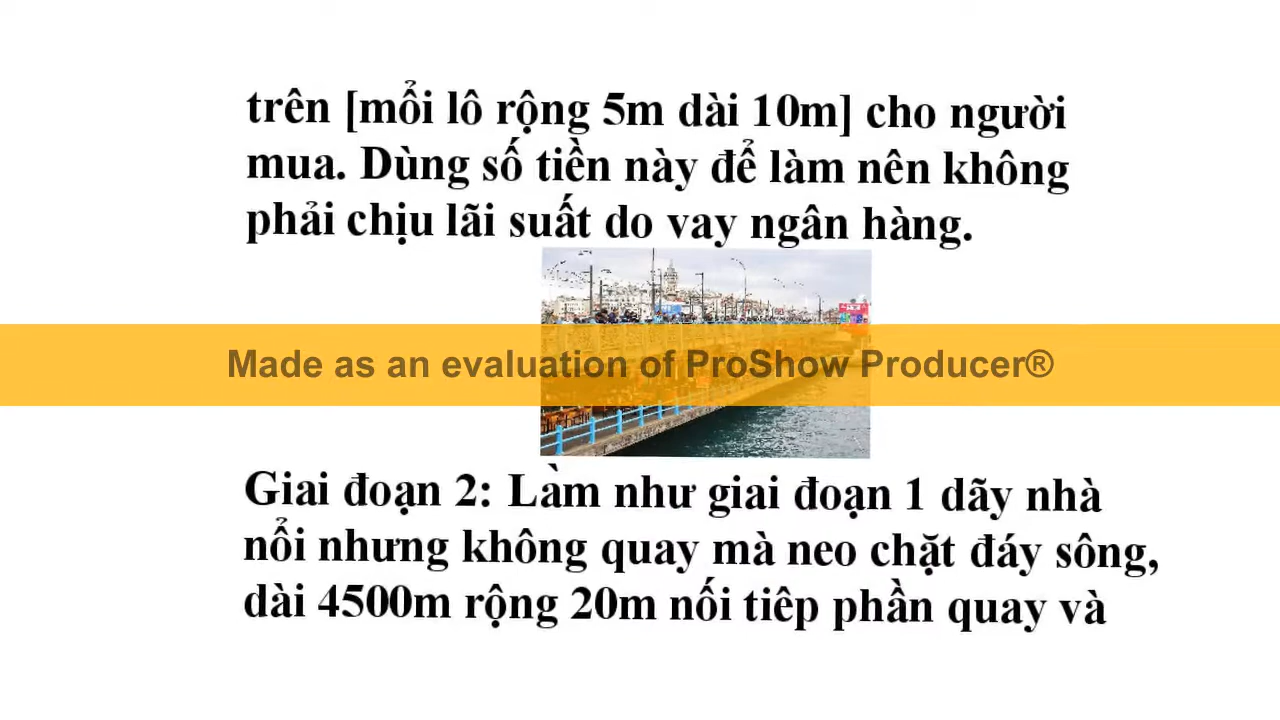 trên [mổi lô rộng 5m dài 10m] cho người
mua. Dùng số tiền này để làm nên không
phải chịu lãi suất do vay ngân hàng.
Made as an evaluation of ProShow Producer®
Giai đoạn 2: Làm như giai đoạn 1 dãy nhà
nổi nhưng không quay mà neo chặt đáy sông,
dài 4500m rộng 20m nối tiêp phần quay và